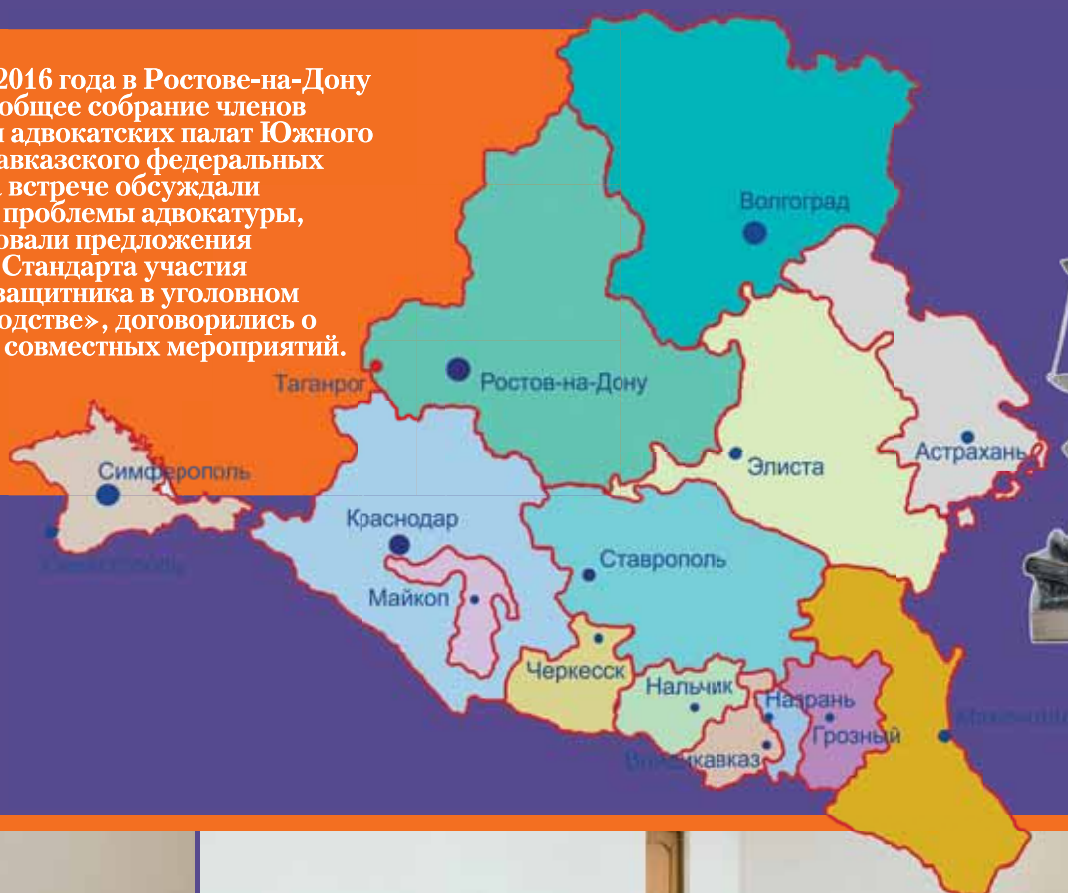 2016 года в Ростове-на-Дону
общее собрание членов
адвокатских палат Южного
авказского федеральных
встрече обсуждали
проблемы адвокатуры,
овали предложения
Стандарта участия
защитника в уголовном
одстве», договорились о
совместных мероприятий.
Волгоград
Таганрог
Ростов-на-Дону
Астрахань
Элиста
Симферополь
Краснодар
Ставрополь
Майкоп
Черкесск
Нальчик
Назрань
Грозный
Владикавказ